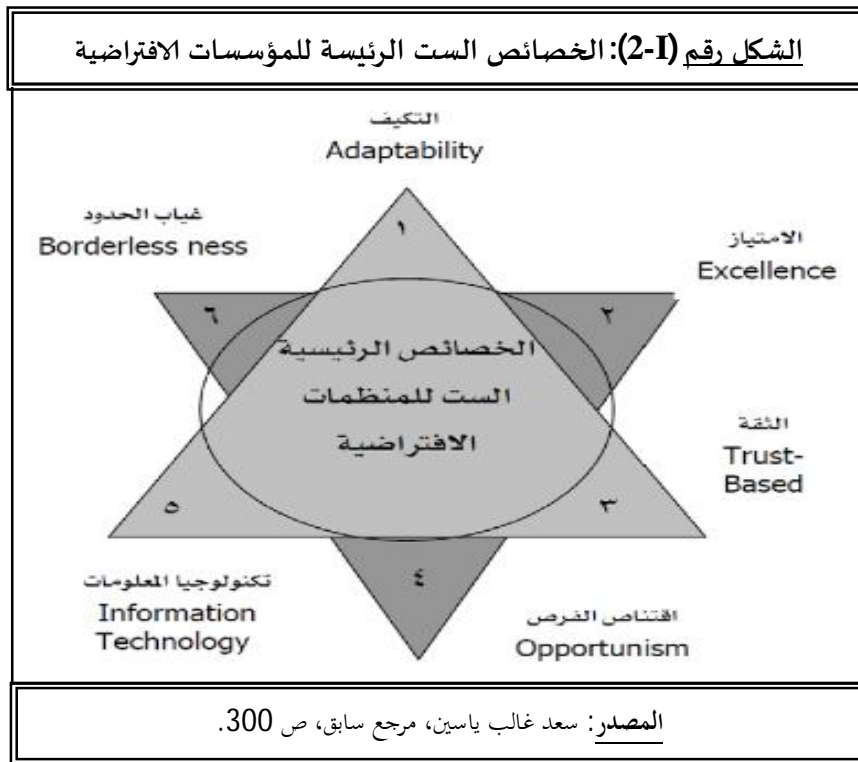 الشكل رقم (I-2): الخصائص الست الرئيسة للمؤسسات الافتراضية
التكيف
Adaptability
غياب الحدود
Borderless ness
الامتياز
Excellence
١
٦
٢
الخصائص الرئيسية
الست للمنظمات
الافتراضية
الثقة
Trust-
Based
٥
٣
٤
تكنولوجيا المعلومات
Information
Technology
اقتناص الفرص
Opportunism
المصدر: سعد غالب ياسين، مرجع سابق، ص 300.